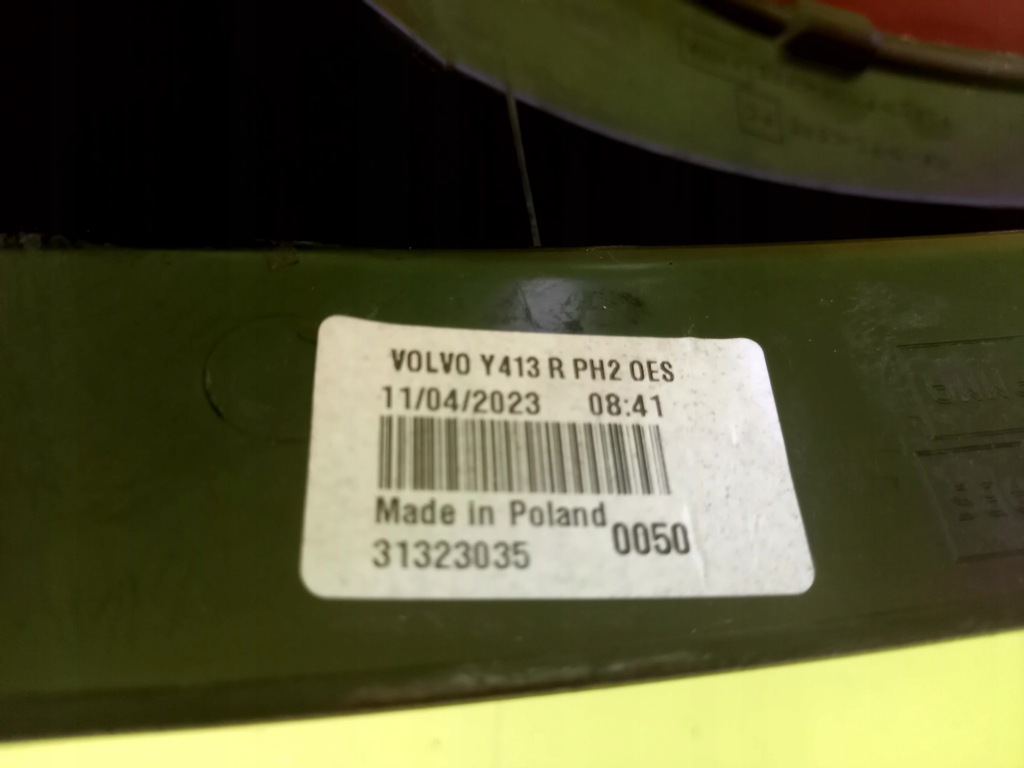 VOLVO Y413 R PH2 OES
11/04/2023 08:41
Made in Poland
31323035 0050